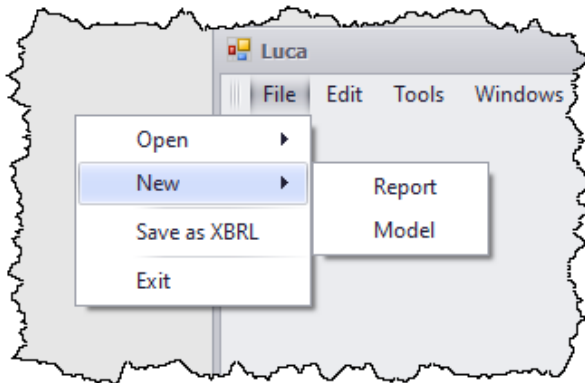 Luca
File Edit Tools Windows
Open
New
Report
Save as XBRL
Model
Exit